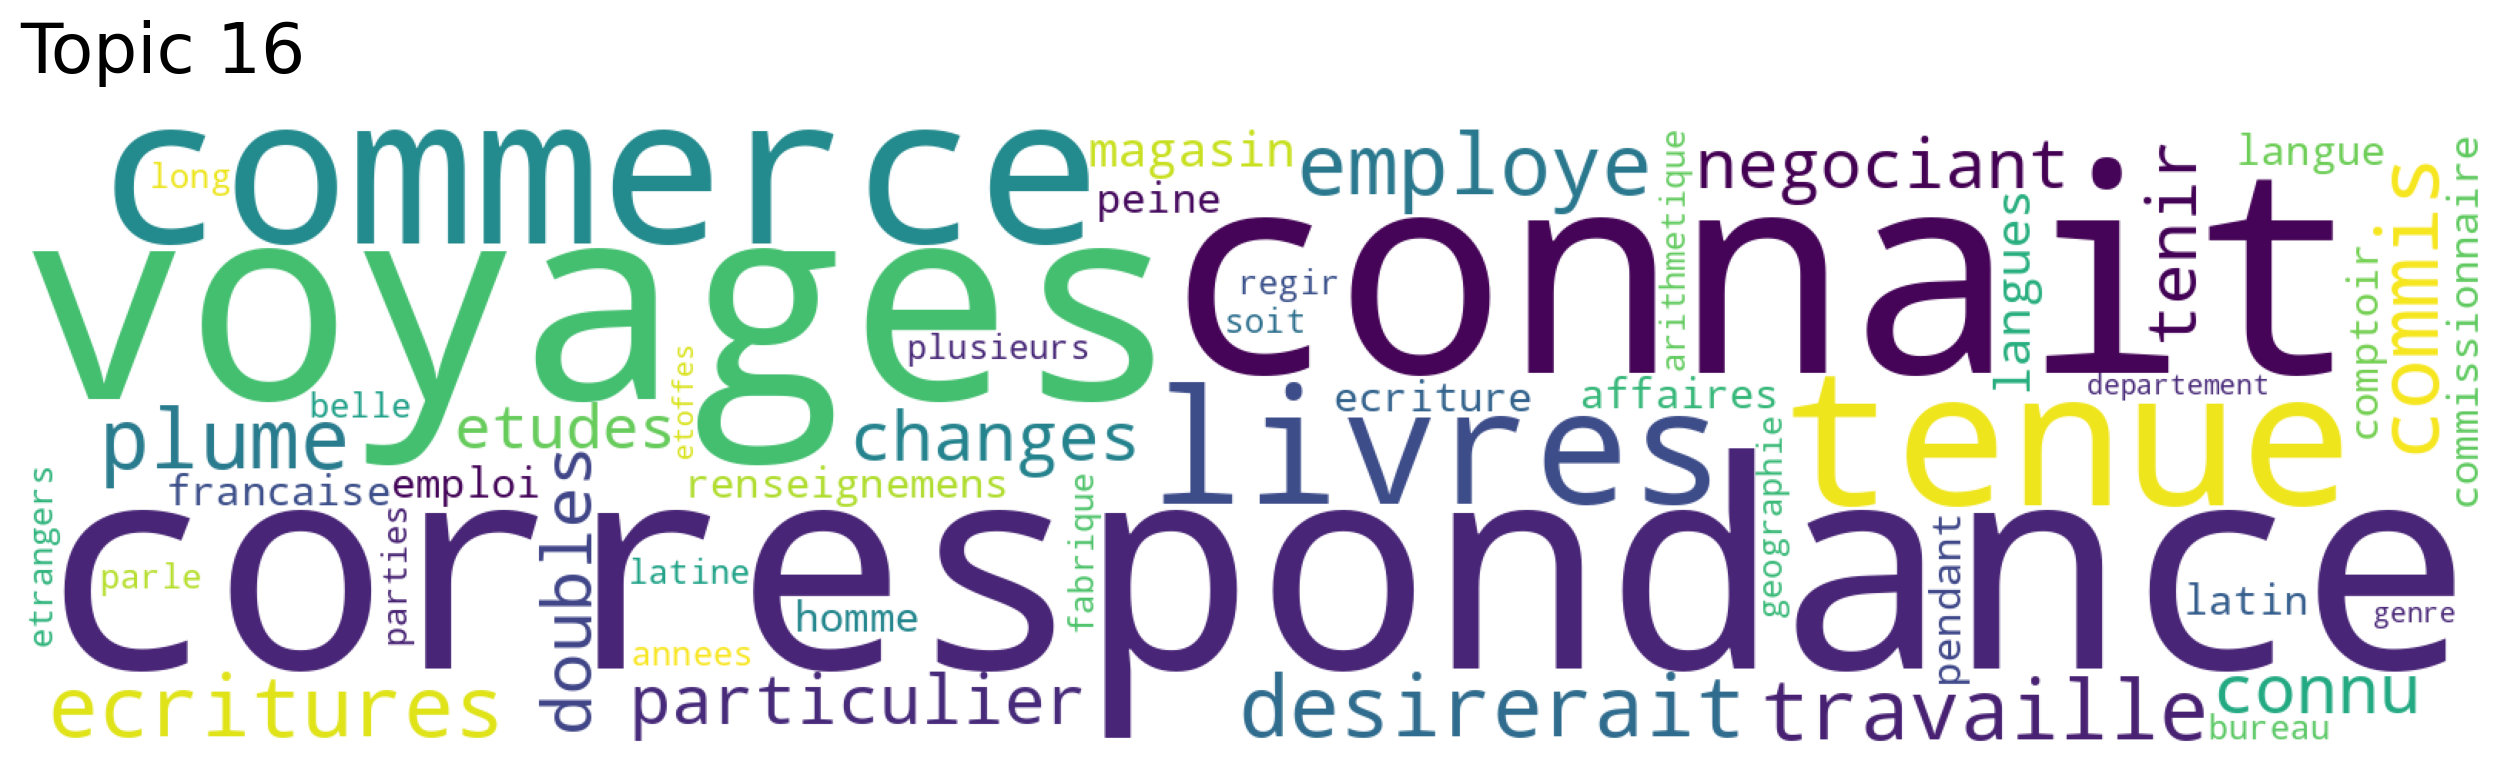 Topic 16
commerce
long
magasin
peine
employe
negociant
arithmetique
tenir
langue
langues
commis
comptoir
commissionnaire
voyages
connait
regir
soit
plusieurs
etoffes
departement
belle
plume
etudes
changes
livres
ecriture
affaires
tenue
francaise
emploi
renseignemens
doubles
fabrique
geographie
etrangers
parties
correspondance
parle
latine
homme
annees
pendant
latin
genre
ecritures
particulier
desirerait
travaille
connu
bureau